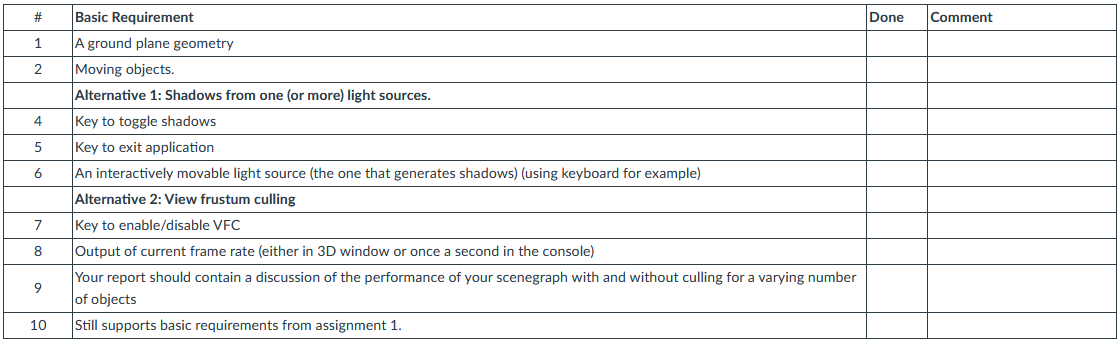 # Basic Requirement Done Comment
1 A ground plane geometry
2 Moving objects.
Alternative 1: Shadows from one (or more) light sources.
4 Key to toggle shadows
5 Key to exit application
6 An interactively movable light source (the one that generates shadows) (using keyboard for example)
Alternative 2: View frustum culling
7 Key to enable/disable VFC
8 Output of current frame rate (either in 3D window or once a second in the console)
9 Your report should contain a discussion of the performance of your scenegraph with and without culling for a varying number
of objects
10 Still supports basic requirements from assignment 1.